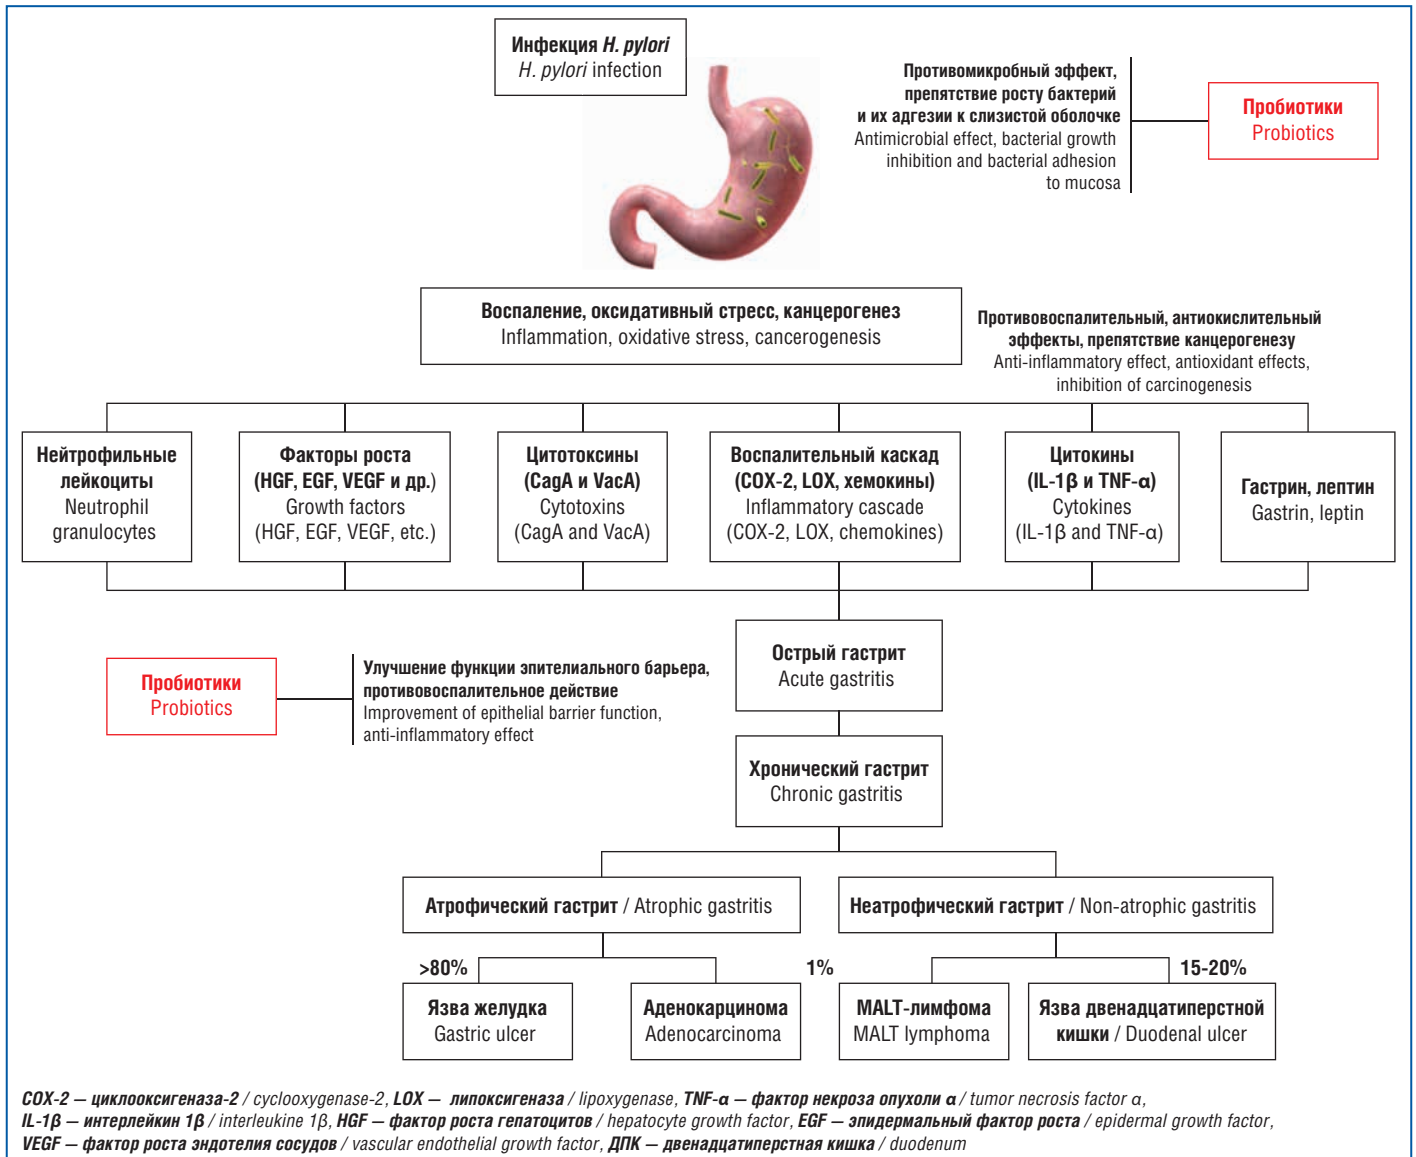 Инфекция H. pylori
H. pylori infection
Противомикробный эффект,
препятствие росту бактерий
и их адгезии к слизистой оболочке
Antimicrobial effect, bacterial growth
inhibition and bacterial adhesion
to mucosa
Пробиотики
Probiotics
Воспаление, оксидативный стресс, канцерогенез
Inflammation, oxidative stress, cancerogenesis
Противовоспалительный, антиокислительный
эффекты, препятствие канцерогенезу
Anti-inflammatory effect, antioxidant effects,
inhibition of carcinogenesis
Нейтрофильные
лейкоциты
Neutrophil
granulocytes
Факторы роста
(HGF, EGF, VEGF и др.)
Growth factors
(HGF, EGF, VEGF, etc.)
Цитотоксины
(CagA и VacA)
Cytotoxins
(CagA and VacA)
Воспалительный каскад
(COX-2, LOX, хемокины)
Inflammatory cascade
(COX-2, LOX, chemokines)
Цитокины
(IL-1β и TNF-α)
Cytokines
(IL-1β and TNF-α)
Гастрин, лептин
Gastrin, leptin
Острый гастрит
Acute gastritis
Пробиотики
Probiotics
Улучшение функции эпителиального барьера,
противовоспалительное действие
Improvement of epithelial barrier function,
anti-inflammatory effect
Хронический гастрит
Chronic gastritis
Атрофический гастрит / Atrophic gastritis
Неатрофический гастрит / Non-atrophic gastritis
>80%
1%
15-20%
Язва желудка
Gastric ulcer
Аденокарцинома
Adenocarcinoma
MALT-лимфома
MALT lymphoma
Язва двенадцатиперстной
кишки / Duodenal ulcer
COX-2 — циклооксигеназа-2 / cyclooxygenase-2, LOX — липоксигеназа / lipoxygenase, TNF-α — фактор некроза опухоли α / tumor necrosis factor α,
IL-1β — интерлейкин 1β / interleukine 1β, HGF — фактор роста гепатоцитов / hepatocyte growth factor, EGF — эпидермальный фактор роста / epidermal growth factor,
VEGF — фактор роста эндотелия сосудов / vascular endothelial growth factor, ДПК — двенадцатиперстная кишка / duodenum